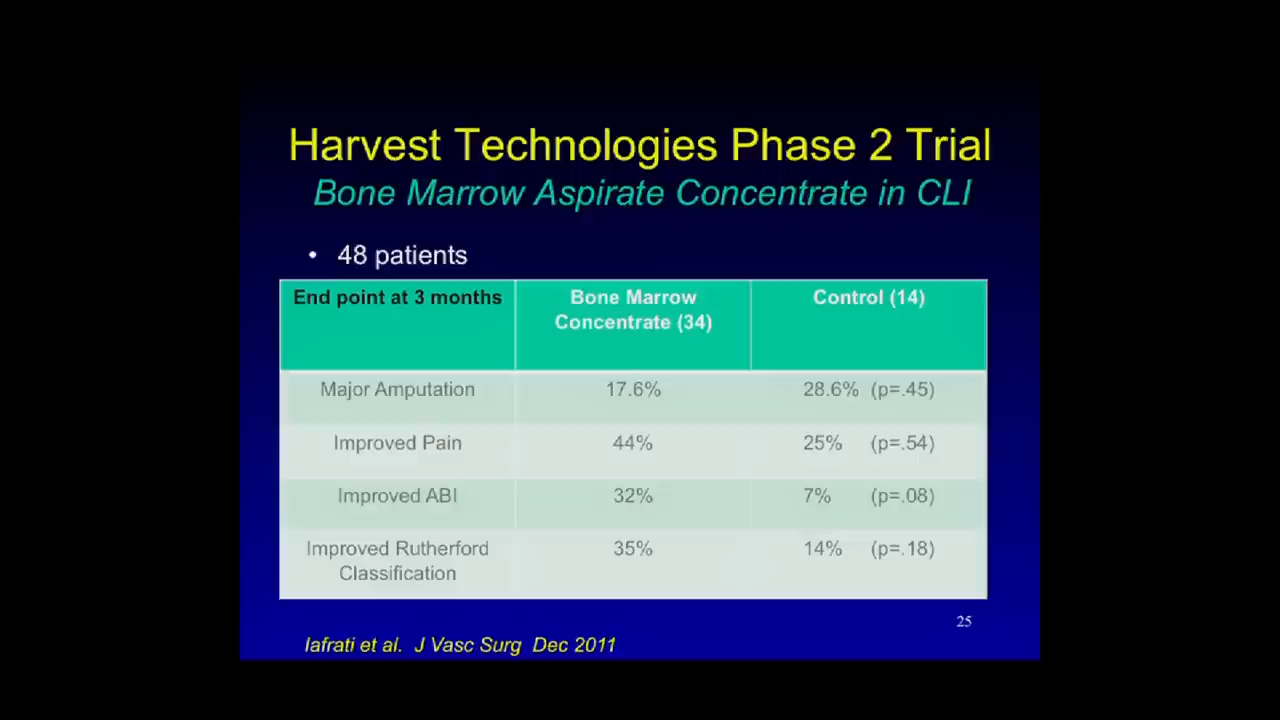 Harvest Technologies Phase 2 Trial
Bone Marrow Aspirate Concentrate in CLI
• 48 patients
End point at 3 months
Bone Marrow
Concentrate (34)
Control (14)
Major Amputation
17.6%
28.6% (p=.45)
Improved Pain
44%
25% (p=.54)
Improved ABI
32%
7% (p=.08)
Improved Rutherford
Classification
35%
14% (p=.18)
25
Iafrati et al. J Vasc Surg Dec 2011